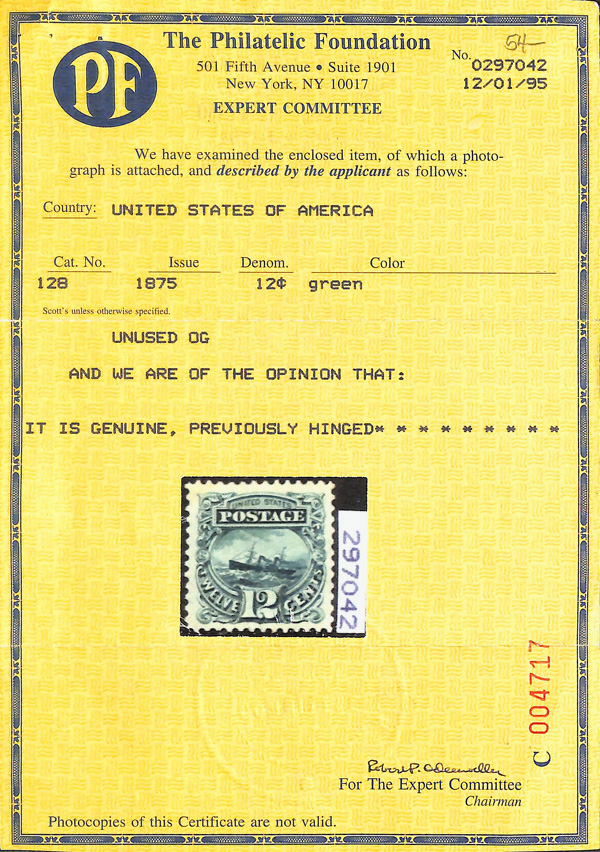 54-
PF
The Philatelic Foundation
501 Fifth Avenue • Suite 1901
New York, NY 10017
EXPERT COMMITTEE
No. 0297042
12/01/95
We have examined the enclosed item, of which a photo-
graph is attached, and described by the applicant as follows:
Country: UNITED STATES OF AMERICA
Cat. No. Issue Denom. Color
128 1875 12¢ green
Scott's unless otherwise specified.
UNUSED OG
AND WE ARE OF THE OPINION THAT:
IT IS GENUINE, PREVIOUSLY HINGED* * * * * * * * *
UNITED STATES
POSTAGE
TWELVE 12 CENTS
297042
C 004717
For The Expert Committee
Chairman
Photocopies of this Certificate are not valid.